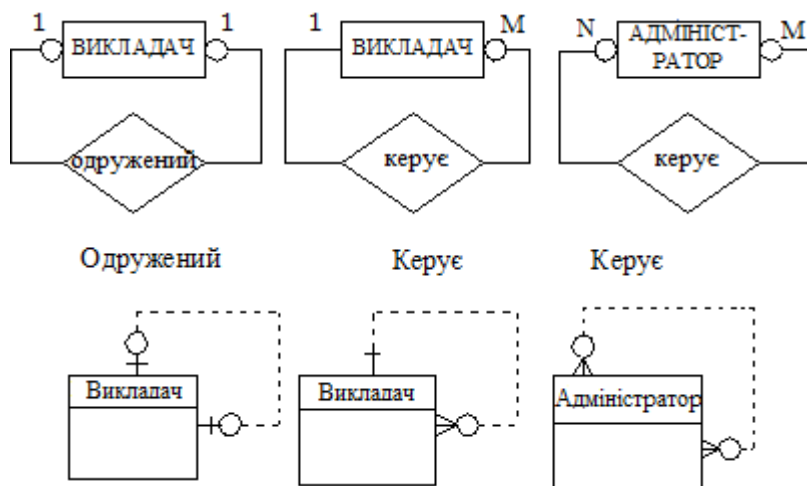 1 ВИКЛАДАЧ 1
одружений
1 ВИКЛАДАЧ M
керує
N АДМІНІСТ-
РАТОР M
керує
Одружений
Керує
Керує
Викладач
Викладач
Адміністратор